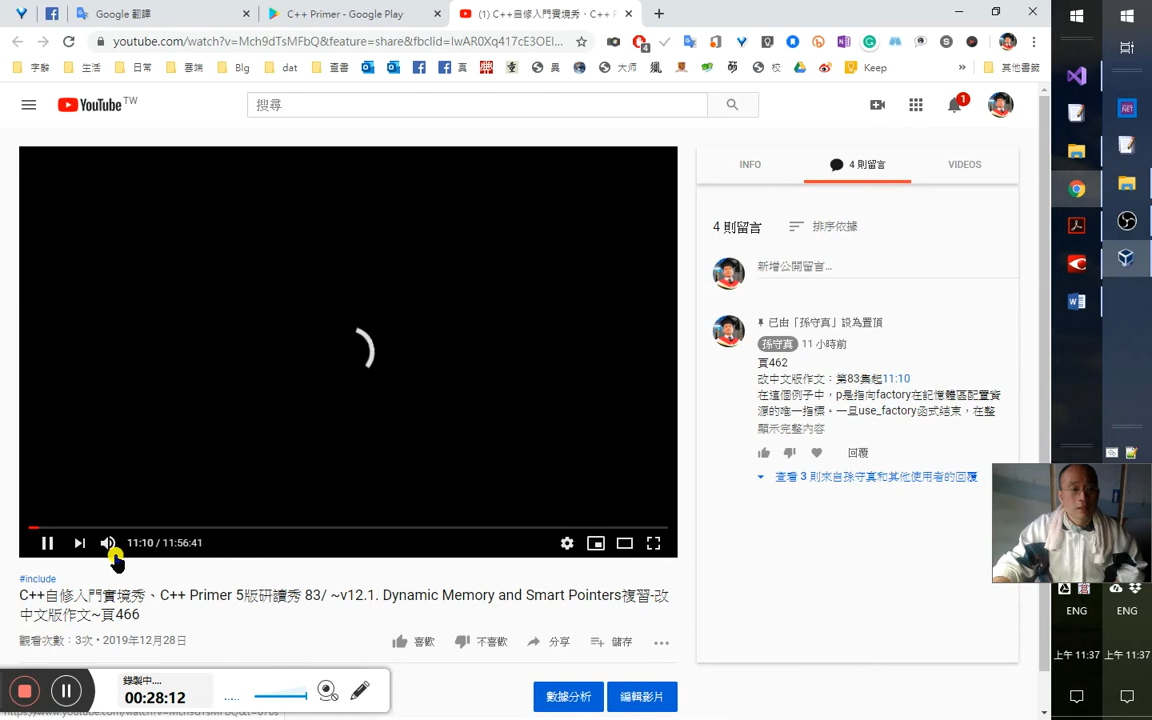 Google 翻譯
C++ Primer - Google Play
(1) C++自修入門實境秀、C++ P
youtube.com/watch?v=Mch9dTsMFbQ&feature=share&fbclid=IwAR0Xq417cE3OEI...
字辭
生活
日常
雲端
Blg
dat
查書
真
異
大师
校
Keep
»
其他書籤
YouTube TW
搜尋
1
INFO
4 則留言
VIDEOS
4 則留言
排序依據
新增公開留言...
已由「孫守真」設為置頂
孫守真 11 小時前
頁462
改中文版作文：第83集起11:10
在這個例子中，p是指向factory在記憶體區配置資
源的唯一指標。一旦use_factory函式結束，在整
顯示完整內容
回覆
查看 3 則來自孫守真和其他使用者的回覆
11:10 / 11:56:41
#include
C++自修入門實境秀、C++ Primer 5版研讀秀 83/ ~v12.1. Dynamic Memory and Smart Pointers複習-改
中文版作文~頁466
觀看次數：3次 • 2019年12月28日
喜歡
不喜歡
分享
儲存
錄製中....
00:28:12
數據分析
編輯影片
ENG
ENG
上午 11:37
上午 11:37